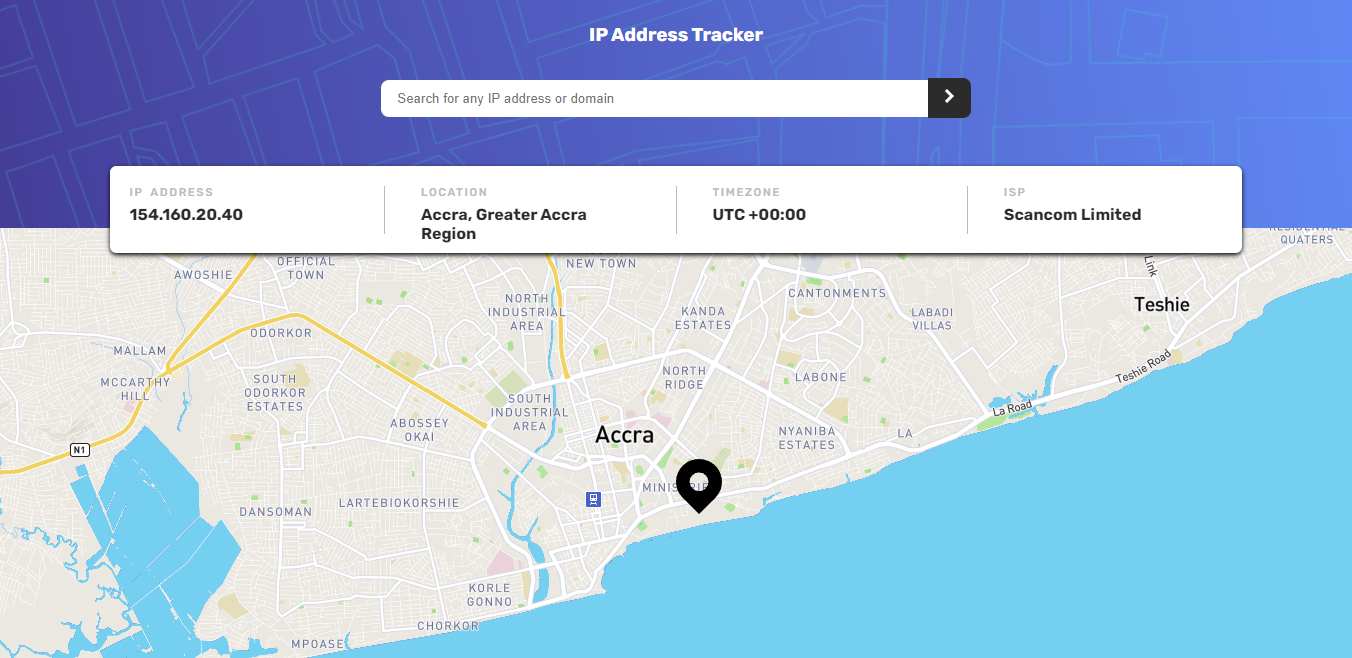 IP Address Tracker
Search for any IP address or domain
IP ADDRESS
154.160.20.40
LOCATION
Accra, Greater Accra
Region
TIMEZONE
UTC +00:00
ISP
Scancom Limited
RESIDENTIAL
QUATERS
AWOSHIE
OFFICIAL
TOWN
NEW TOWN
Link
NORTH
INDUSTRIAL
AREA
CANTONMENTS
Teshie
KANDA
ESTATES
LABADI
VILLAS
ODORKOR
MALLAM
MCCARTHY
HILL
SOUTH
ODORKOR
ESTATES
NORTH
RIDGE
LABONE
Teshie Road
SOUTH
INDUSTRIAL
AREA
La Road
ABOSSEY
OKAI
Accra
NYANIBA
ESTATES
LA
N1
MINISTRIES
LARTEBIOKORSHIE
DANSOMAN
KORLE
GONNO
CHORKOR
MPOASE